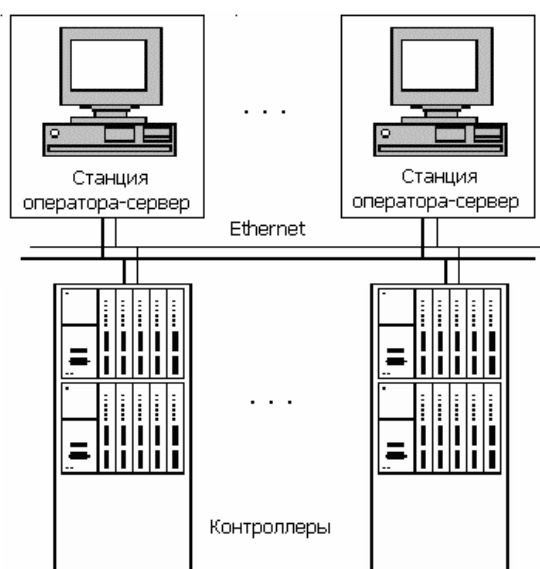 Станция
оператора-сервер
. . .
Станция
оператора-сервер
Ethernet
. . .
Контроллеры